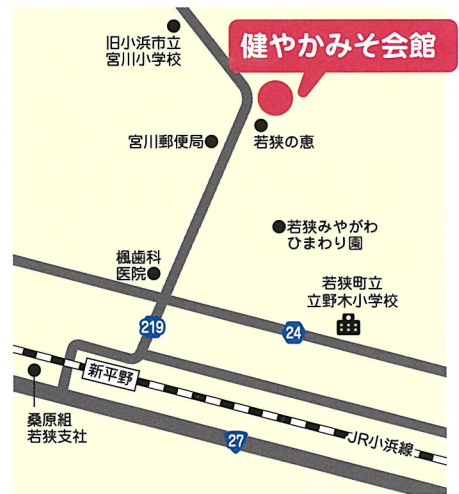 旧小浜市立
宮川小学校
健やかみそ会館
宮川郵便局
若狭の恵
若狭みやがわ
ひまわり園
楓歯科
医院
若狭町立
立野木小学校
219
24
新平野
桑原組
若狭支社
27
JR小浜線